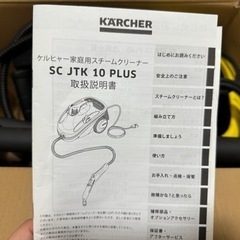 KÄRCHER
ケルヒャー家庭用スチームクリーナー
SC JTK 10 PLUS
取扱説明書
はじめにお読みください
安全上のご注意
スチームクリーナーとは?
組み立て方
準備しましょう
使い方
お手入れ・点検・保管
故障かな?と思ったら
補修部品・
オプションアクセサリー
保証書・
アフターサービス